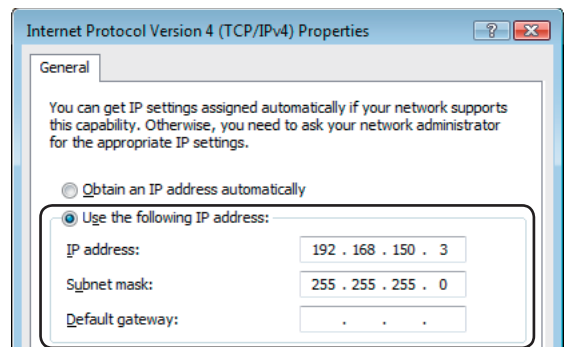 Internet Protocol Version 4 (TCP/IPv4) Properties
General
You can get IP settings assigned automatically if your network supports
this capability. Otherwise, you need to ask your network administrator
for the appropriate IP settings.
Obtain an IP address automatically
Use the following IP address:
IP address: 192 . 168 . 150 . 3
Subnet mask: 255 . 255 . 255 . 0
Default gateway: . . .